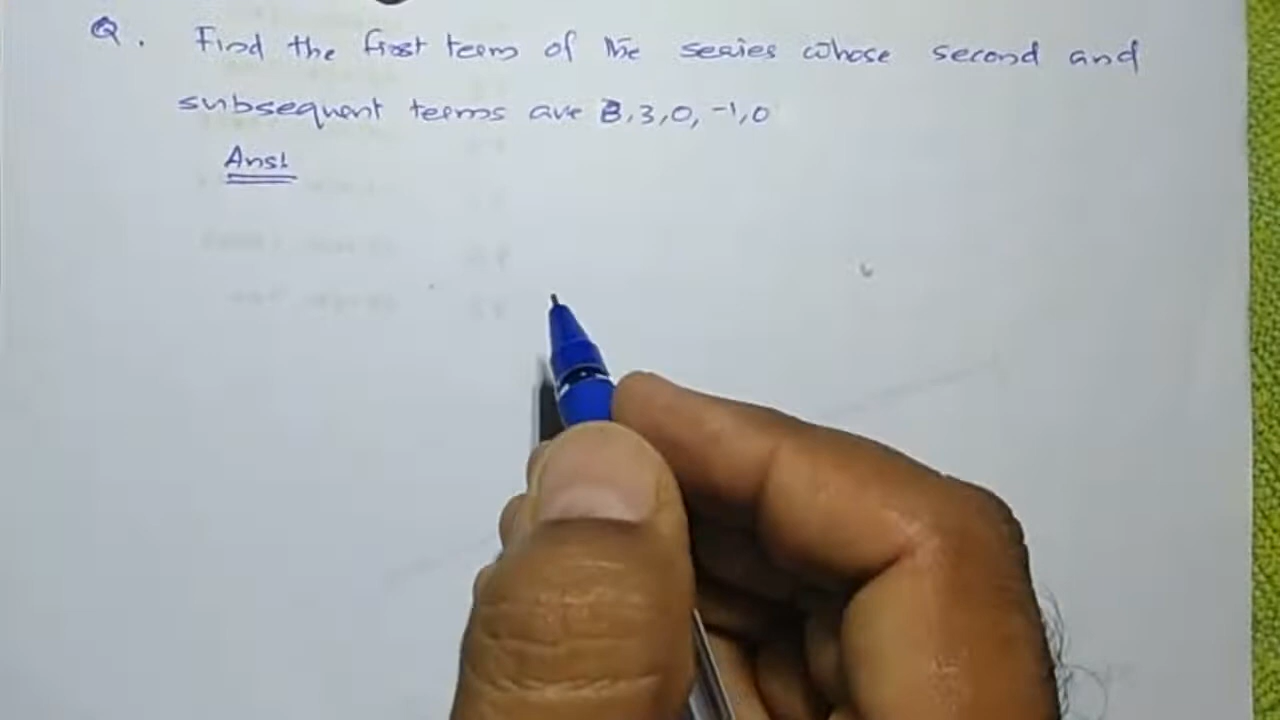 Q. Find the first term of the series whose second and
subsequent terms are 8, 3, 0, -1, 0
Ans!